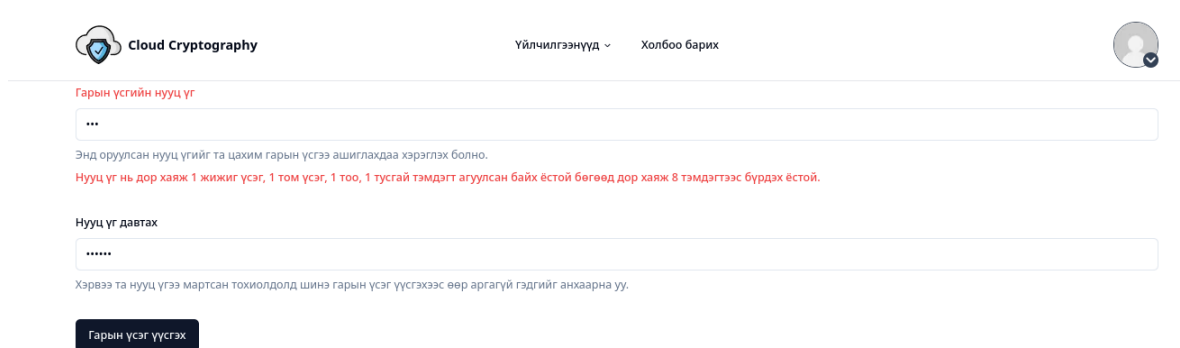 Cloud Cryptography
Үйлчилгээнүүд
Холбоо барих
Гарын үсгийн нууц үг
•••
Энд оруулсан нууц үгийг та цахим гарын үсгээ ашиглахдаа хэрэглэх болно.
Нууц үг нь дор хаяж 1 жижиг үсэг, 1 том үсэг, 1 тоо, 1 тусгай тэмдэгт агуулсан байх ёстой бөгөөд дор хаяж 8 тэмдэгтээс бүрдэх ёстой.
Нууц үг давтах
••••••
Хэрвээ та нууц үгээ мартсан тохиолдолд шинэ гарын үсэг үүсгэхээс өөр аргагүй гэдгийг анхаарна уу.
Гарын үсэг үүсгэх